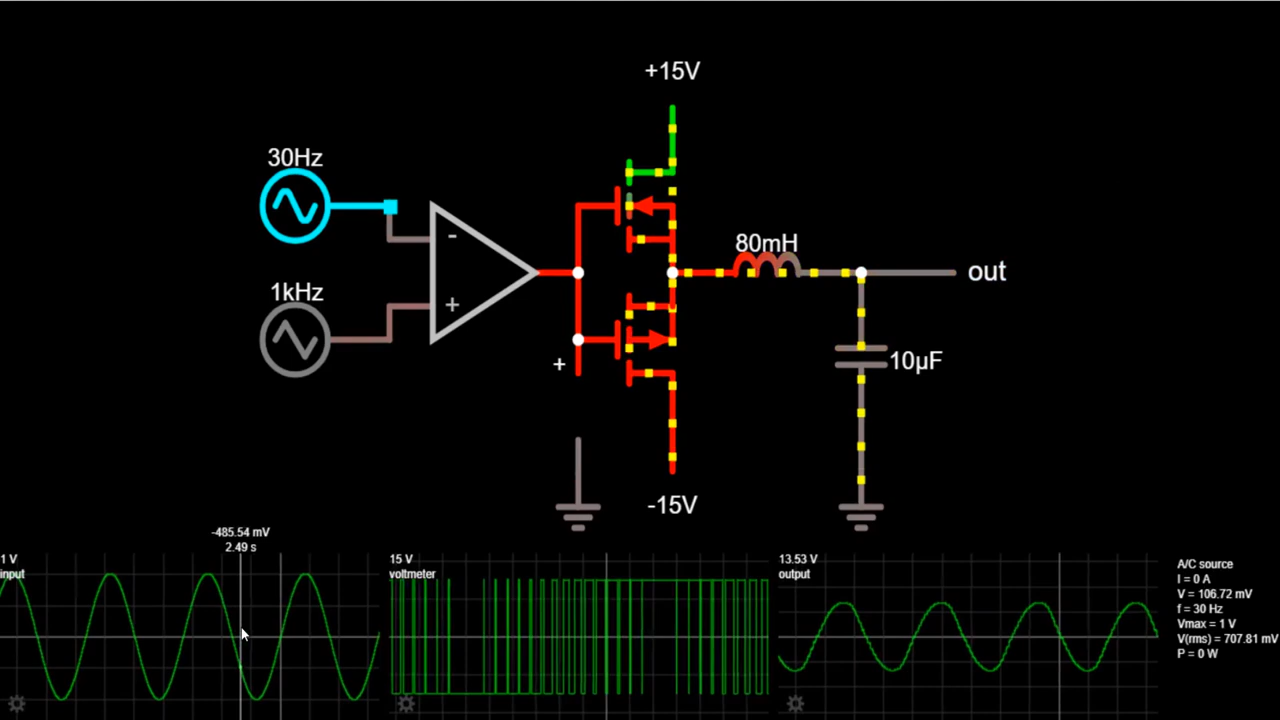 +15V
30Hz
-
80mH
out
1kHz
+
+
10µF
-15V
-485.54 mV
2.49 s
1 V
input
15 V
voltmeter
13.53 V
output
A/C source
I = 0 A
V = 106.72 mV
f = 30 Hz
Vmax = 1 V
V(rms) = 707.81 mV
P = 0 W